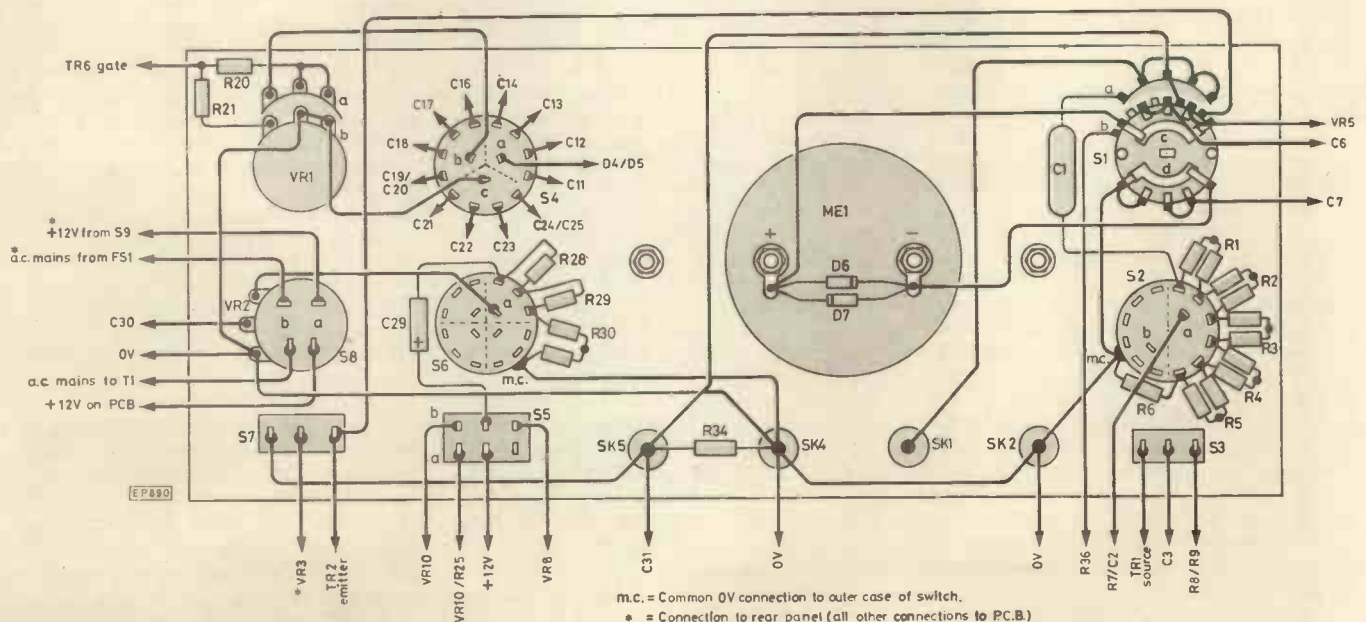 TR6 gate
R20
R21
a
b
VR1
C17
C16
C14
C13
C18
b
a
C12
D4/D5
C19/
C20
c
C11
S4
C21
C22
C23
C24/C25
a
C1
b
c
S1
d
VR5
C6
C7
ME1
+
−
D6
D7
*
+12V from S9
*
a.c. mains from FS1
VR2
C30
b
a
0V
S8
a.c. mains to T1
+12V on PCB
C29
+
a
S6
R28
R29
R30
m.c.
S2
R1
R2
b
a
R3
m.c.
R4
R6
R5
S7
b
S5
a
SK5
R34
SK4
SK1
SK2
S3
EP890
* VR3
TR2
emitter
VR10
VR10/R25
+12V
VR8
C31
0V
0V
R36
R7/C2
TR1
source
C3
R8/R9
m.c. = Common 0V connection to outer case of switch.
* = Connection to rear panel (all other connections to P.C.B.)